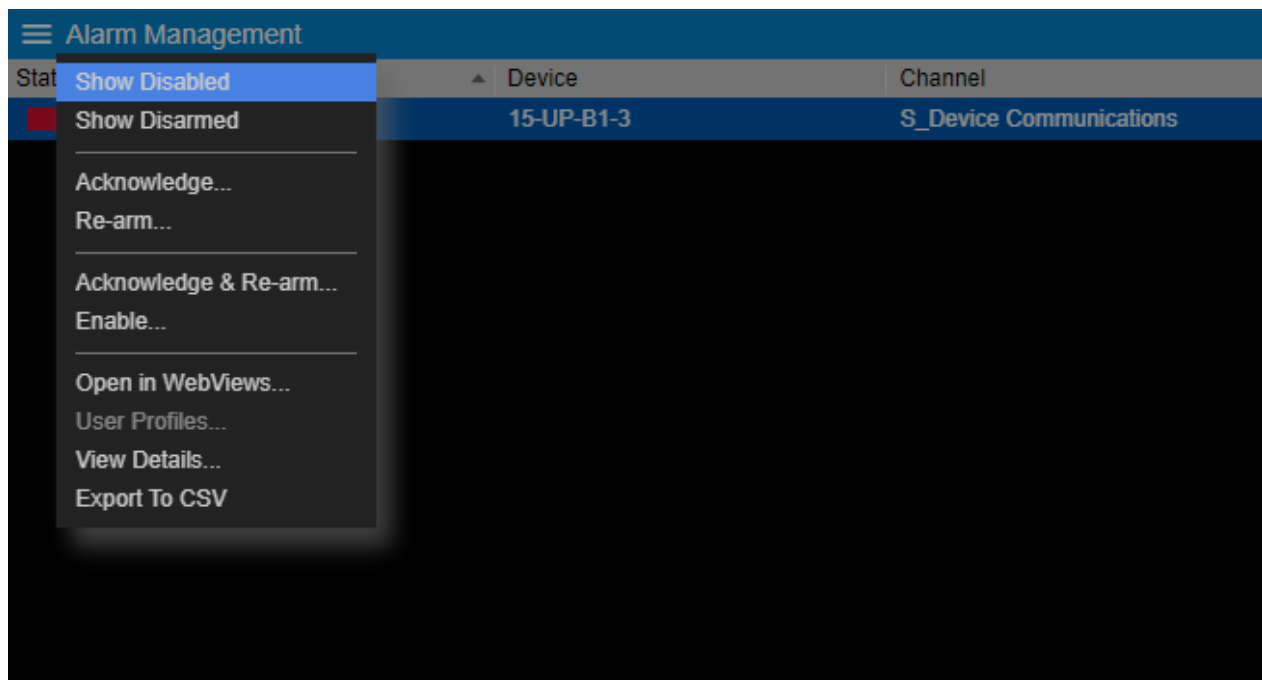 Alarm Management
Stat Device Channel
15-UP-B1-3 S_Device Communications
Show Disabled
Show Disarmed
Acknowledge...
Re-arm...
Acknowledge & Re-arm...
Enable...
Open in WebViews...
User Profiles...
View Details...
Export To CSV